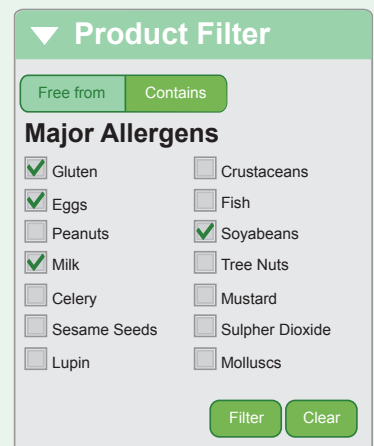 Product Filter
Free from Contains
Major Allergens
Gluten Crustaceans
Eggs Fish
Peanuts Soyabeans
Milk Tree Nuts
Celery Mustard
Sesame Seeds Sulpher Dioxide
Lupin Molluscs
Filter Clear